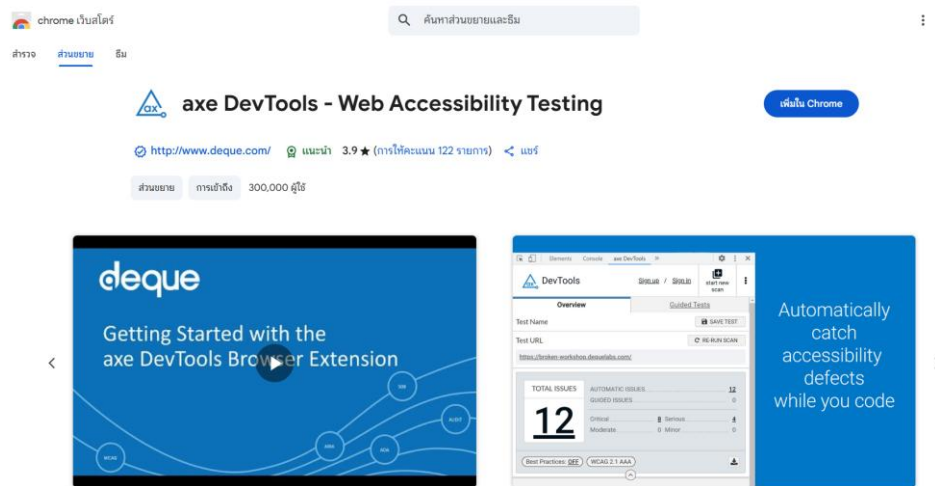 chrome เว็บสโตร์
ค้นหาส่วนขยายและธีม
สำรวจ ส่วนขยาย ธีม
axe DevTools - Web Accessibility Testing
เพิ่มใน Chrome
http://www.deque.com/ แนะนำ 3.9 ★ (การให้คะแนน 122 รายการ) แชร์
ส่วนขยาย การเข้าถึง 300,000 ผู้ใช้
deque
Getting Started with the
axe DevTools Browser Extension
WCAG
ARIA
ADA
508
AUDIT
Elements Console axe DevTools »
ax DevTools Sign up / Sign in start new scan
Overview Guided Tests
Test Name SAVE TEST
Test URL RE-RUN SCAN
https://broken-workshop.dequelabs.com/
TOTAL ISSUES
12
AUTOMATIC ISSUES 12
GUIDED ISSUES 0
Critical 8 Serious 4
Moderate 0 Minor 0
Best Practices: OFF WCAG 2.1 AAA
Automatically
catch
accessibility
defects
while you code